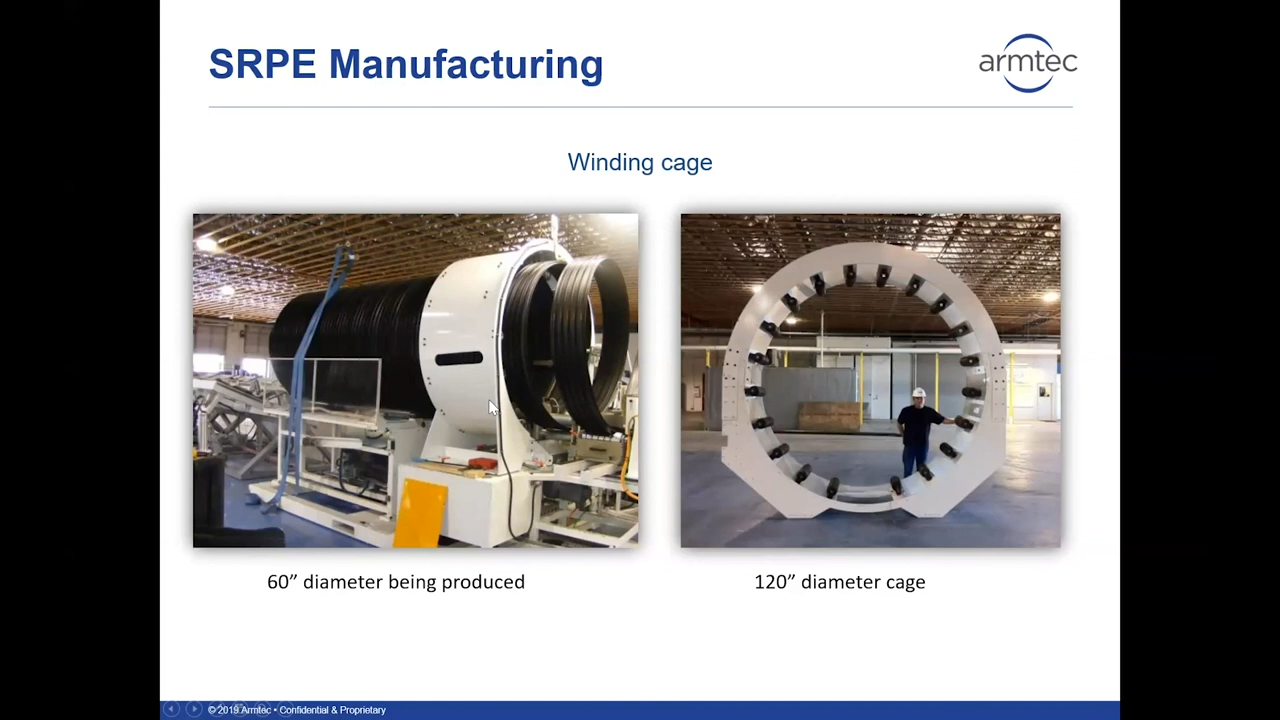 SRPE Manufacturing
armtec
Winding cage
60” diameter being produced
120” diameter cage
© 2019 Armtec • Confidential & Proprietary